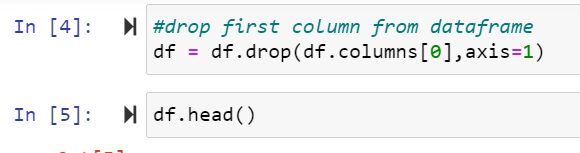 In [4]: #drop first column from dataframe
df = df.drop(df.columns[0],axis=1)
In [5]: df.head()